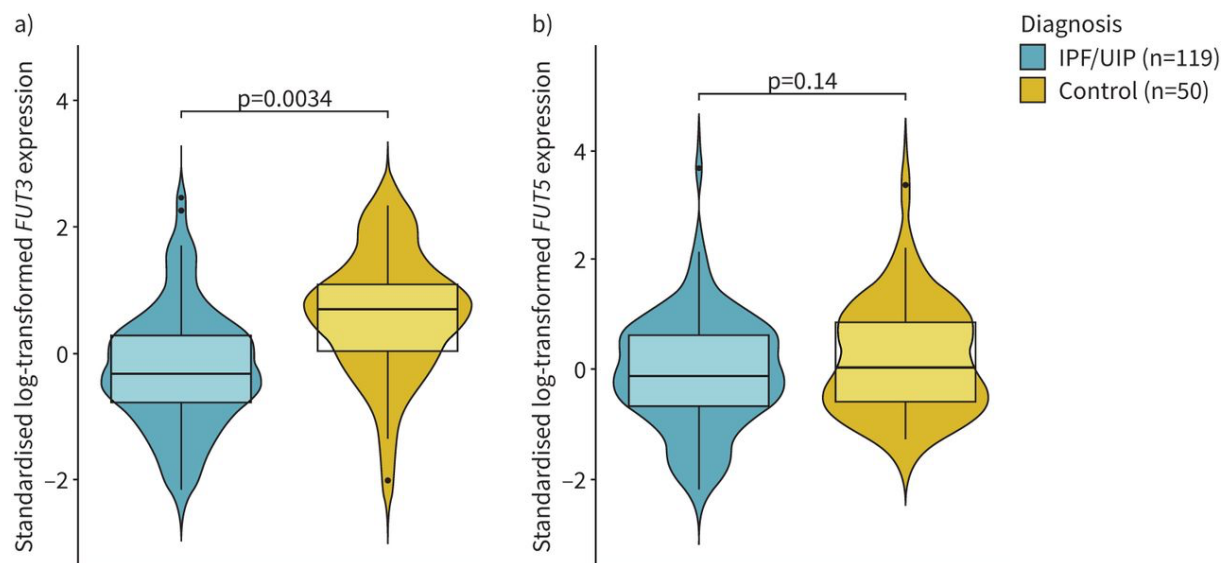 a)
Standardised log-transformed FUT3 expression
4
2
0
–2
p=0.0034
b)
Standardised log-transformed FUT5 expression
4
2
0
–2
p=0.14
Diagnosis
IPF/UIP (n=119)
Control (n=50)